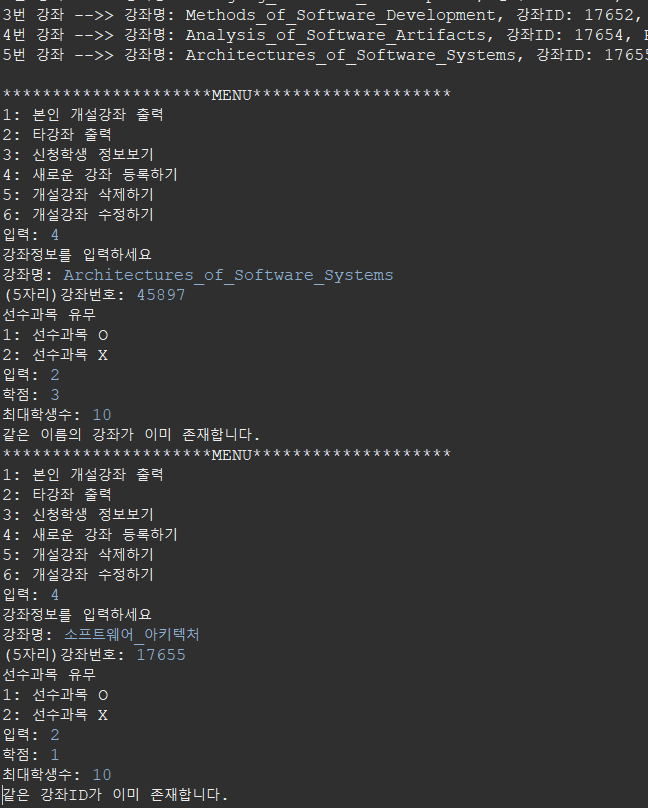 3번 강좌 -->> 강좌명: Methods_of_Software_Development, 강좌ID: 17652,
4번 강좌 -->> 강좌명: Analysis_of_Software_Artifacts, 강좌ID: 17654,
5번 강좌 -->> 강좌명: Architectures_of_Software_Systems, 강좌ID: 17655
*********************MENU********************
1: 본인 개설강좌 출력
2: 타강좌 출력
3: 신청학생 정보보기
4: 새로운 강좌 등록하기
5: 개설강좌 삭제하기
6: 개설강좌 수정하기
입력: 4
강좌정보를 입력하세요
강좌명: Architectures_of_Software_Systems
(5자리)강좌번호: 45897
선수과목 유무
1: 선수과목 O
2: 선수과목 X
입력: 2
학점: 3
최대학생수: 10
같은 이름의 강좌가 이미 존재합니다.
*********************MENU********************
1: 본인 개설강좌 출력
2: 타강좌 출력
3: 신청학생 정보보기
4: 새로운 강좌 등록하기
5: 개설강좌 삭제하기
6: 개설강좌 수정하기
입력: 4
강좌정보를 입력하세요
강좌명: 소프트웨어_아키텍처
(5자리)강좌번호: 17655
선수과목 유무
1: 선수과목 O
2: 선수과목 X
입력: 2
학점: 1
최대학생수: 10
같은 강좌ID가 이미 존재합니다.